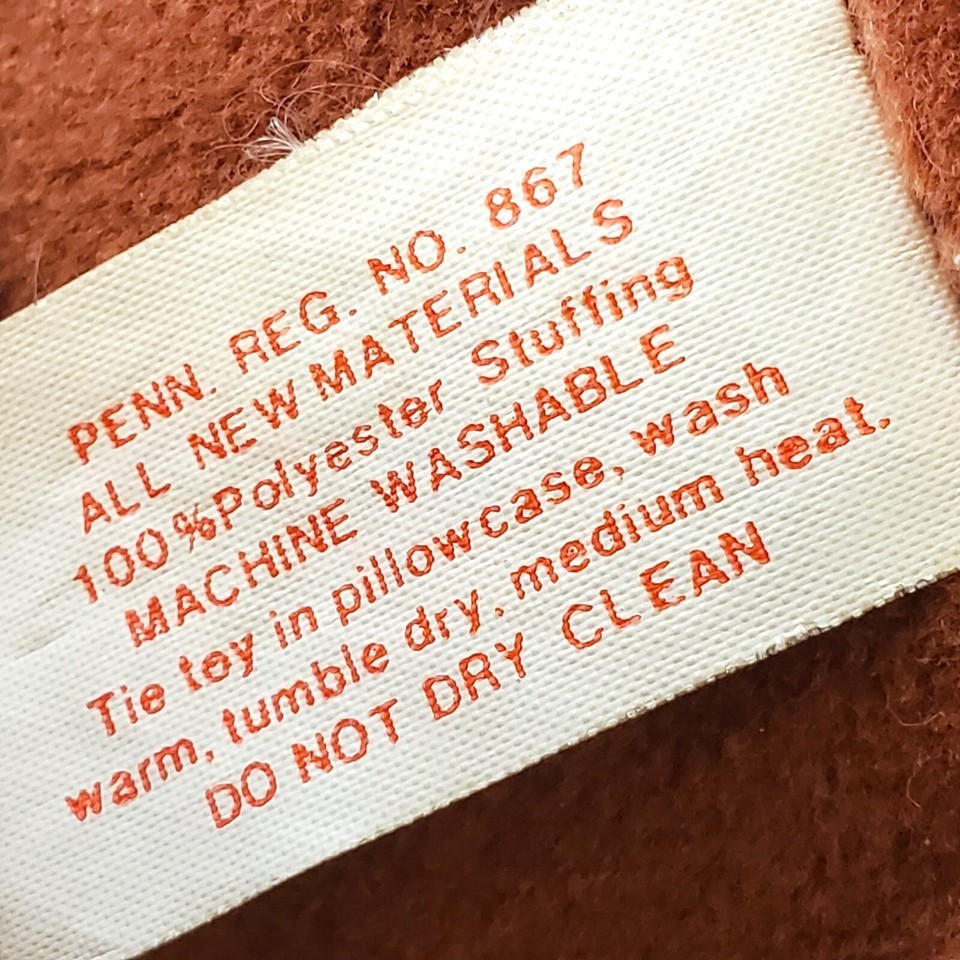 PENN. REG. NO. 867
ALL NEW MATERIALS
100%Polyester Stuffing
MACHINE WASHABLE
Tie toy in pillowcase, wash
warm, tumble dry, medium heat.
DO NOT DRY CLEAN